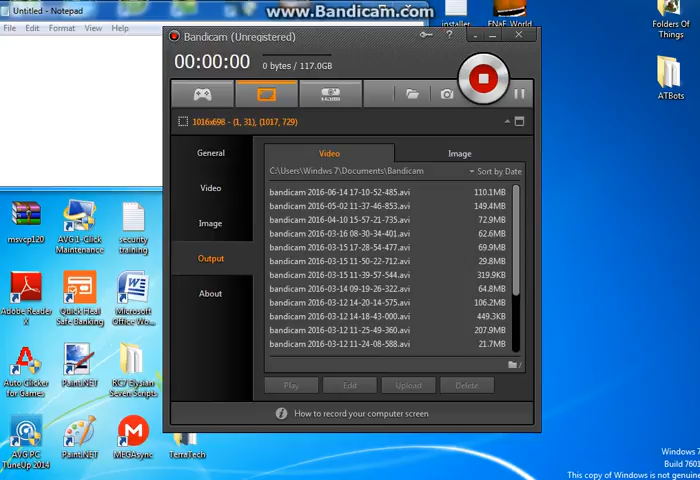 Untitled - Notepad
File Edit Format View Help
www.Bandicam.com
installer
FNaF World
Folders Of
Things
ATBots
Bandicam (Unregistered)
00:00:00
0 bytes / 117.0GB
1016x698 - (1, 31), (1017, 729)
General
Video
Image
Output
About
Video Image
C:\Users\Windws 7\Documents\Bandicam Sort by Date
bandicam 2016-06-14 17-10-52-485.avi 110.1MB
bandicam 2016-05-02 11-36-47-853.avi 149.4MB
bandicam 2016-04-10 15-57-21-735.avi 72.9MB
bandicam 2016-03-16 08-30-34-401.avi 62.6MB
bandicam 2016-03-15 17-28-54-477.avi 69.9MB
bandicam 2016-03-15 11-50-22-712.avi 29.8MB
bandicam 2016-03-15 11-39-57-544.avi 319.9KB
bandicam 2016-03-14 09-19-26-322.avi 64.8MB
bandicam 2016-03-12 14-20-14-575.avi 106.2MB
bandicam 2016-03-12 14-18-43-000.avi 449.3KB
bandicam 2016-03-12 11-25-49-360.avi 207.9MB
bandicam 2016-03-12 11-24-08-588.avi 21.7MB
Play Edit Upload Delete
How to record your computer screen
msvcp120
AVG 1-Click
Maintenance
security
training
Adobe Reader
X
Quick Heal
Safe Banking
Microsoft
Office Wo...
Auto Clicker
for Games
Paint.NET
RC7 Elysian
Seven Scripts
AVG PC
TuneUp 2014
Paint.NET
MEGAsync
TerraTech
Windows 7
Build 7601
This copy of Windows is not genuine